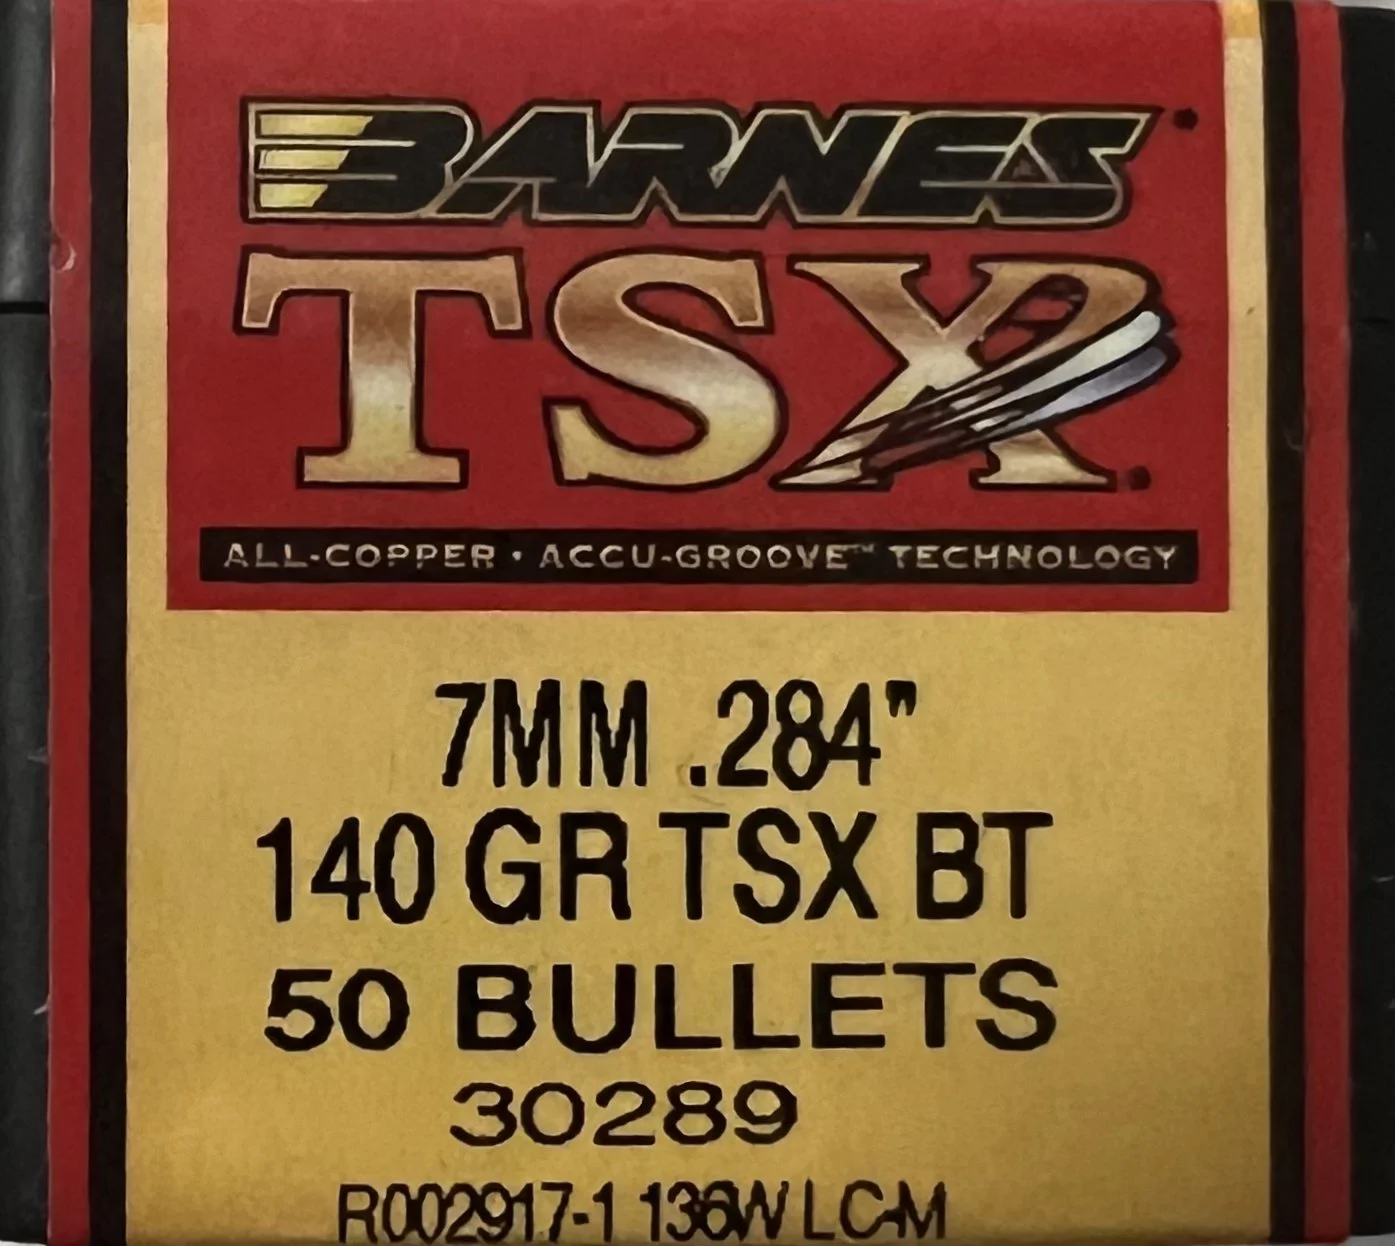 BARNES
TSX
ALL-COPPER • ACCU-GROOVE™ TECHNOLOGY
7MM .284"
140 GR TSX BT
50 BULLETS
30289
R002917-1 136W LC-M